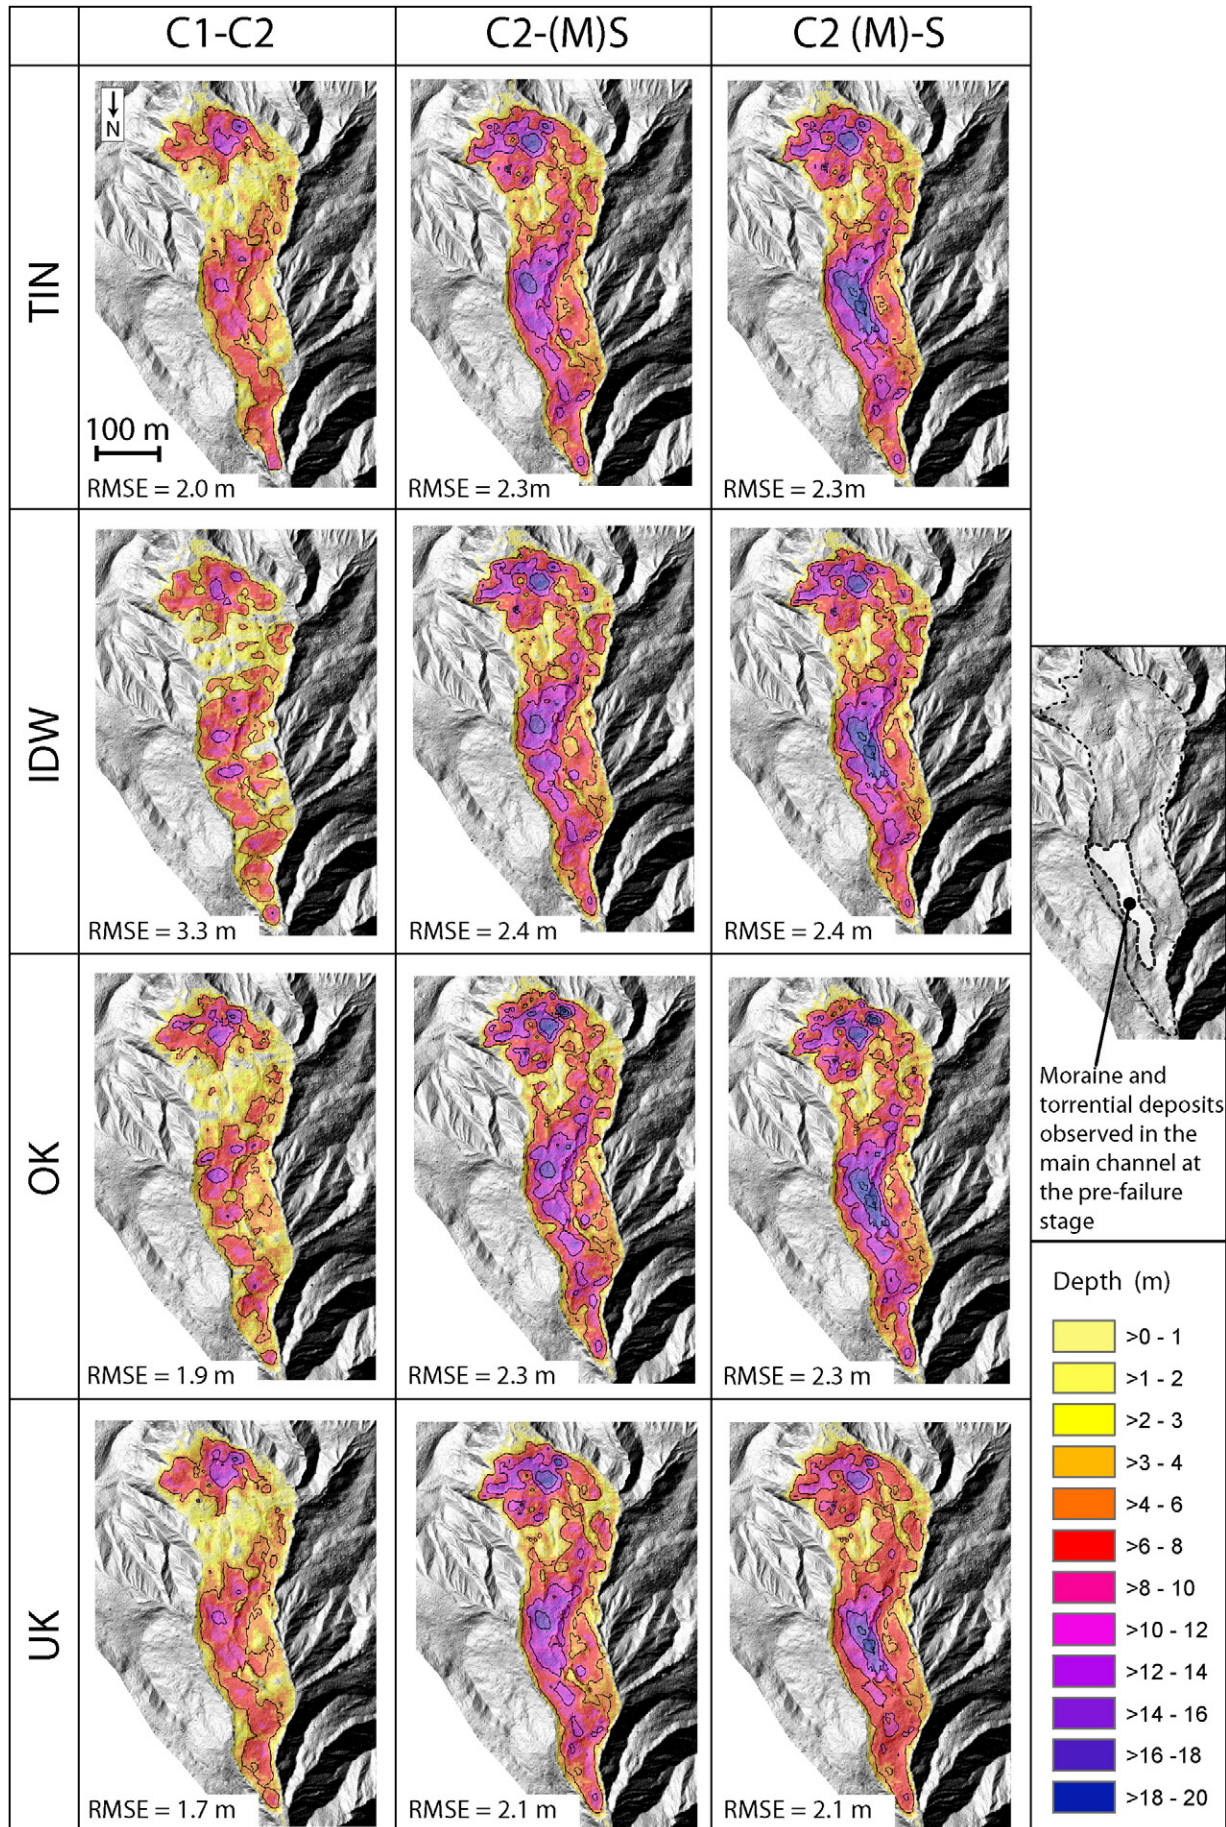 C1-C2
C2-(M)S
C2 (M)-S
TIN
N
100 m
RMSE = 2.0 m
RMSE = 2.3m
RMSE = 2.3m
IDW
RMSE = 3.3 m
RMSE = 2.4 m
RMSE = 2.4 m
OK
RMSE = 1.9 m
RMSE = 2.3 m
RMSE = 2.3 m
UK
RMSE = 1.7 m
RMSE = 2.1 m
RMSE = 2.1 m
Moraine and
torrential deposits
observed in the
main channel at
the pre-failure
stage
Depth (m)
>0 - 1
>1 - 2
>2 - 3
>3 - 4
>4 - 6
>6 - 8
>8 - 10
>10 - 12
>12 - 14
>14 - 16
>16 -18
>18 - 20